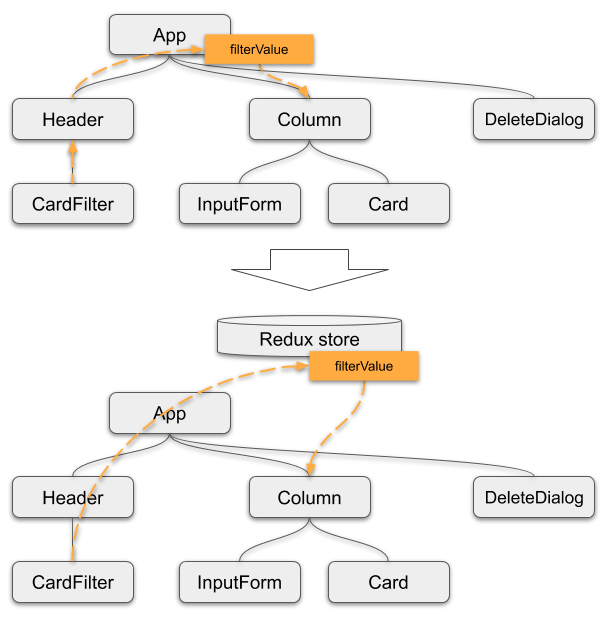 App
filterValue
Header
Column
DeleteDialog
CardFilter
InputForm
Card
Redux store
filterValue
App
Header
Column
DeleteDialog
CardFilter
InputForm
Card